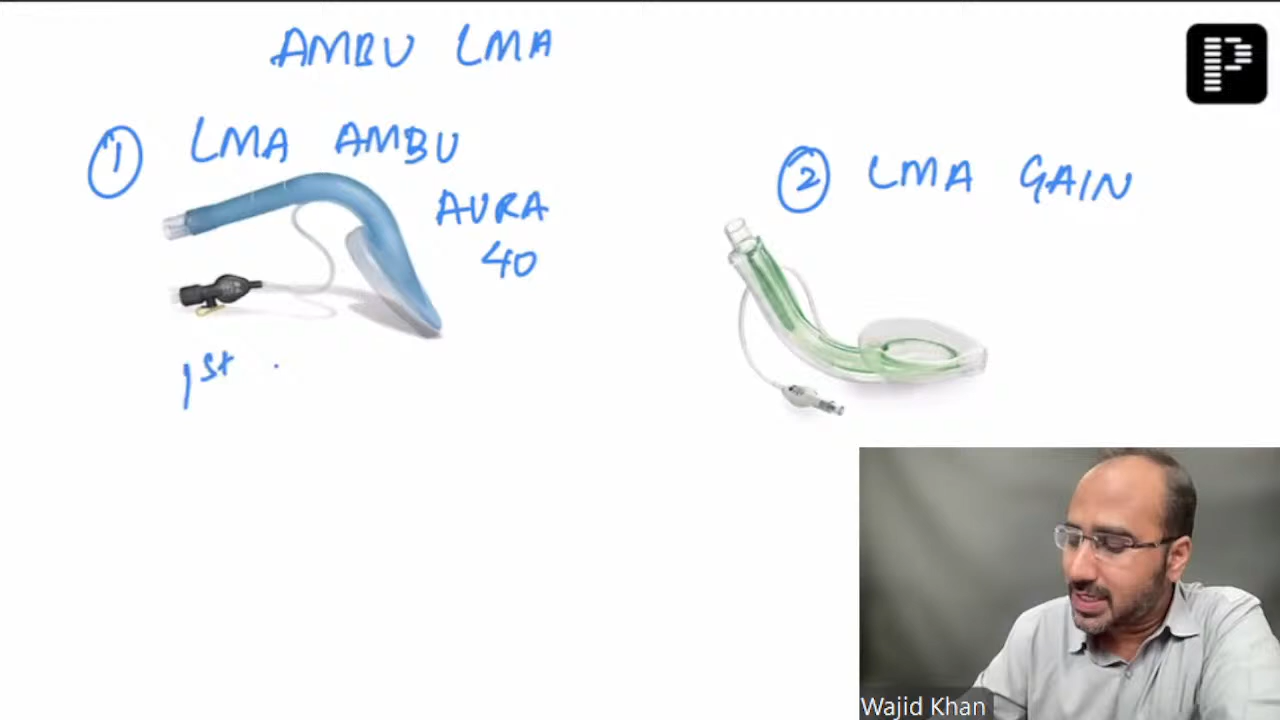 AMBU LMA
① LMA AMBU
AURA
40
② LMA GAIN
1st
Wajid Khan